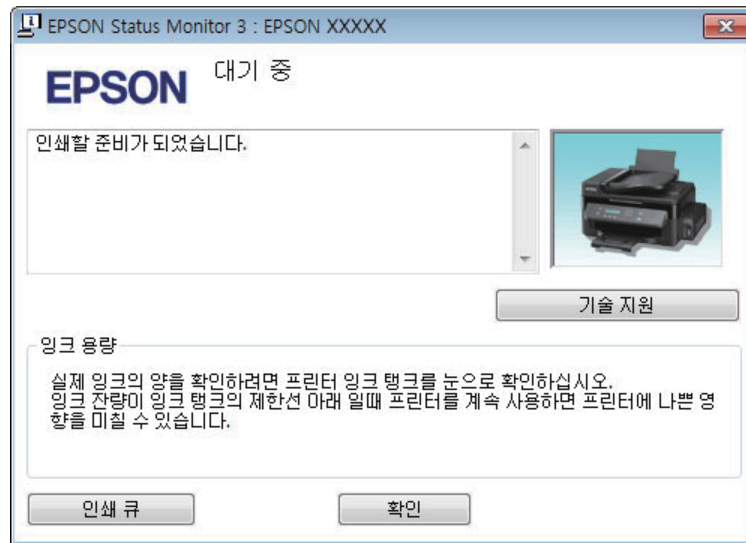 EPSON Status Monitor 3 : EPSON XXXXX
EPSON
대기 중
인쇄할 준비가 되었습니다.
기술 지원
잉크 용량
실제 잉크의 양을 확인하려면 프린터 잉크 탱크를 눈으로 확인하십시오.
잉크 잔량이 잉크 탱크의 제한선 아래 일때 프린터를 계속 사용하면 프린터에 나쁜 영
향을 미칠 수 있습니다.
인쇄 큐
확인